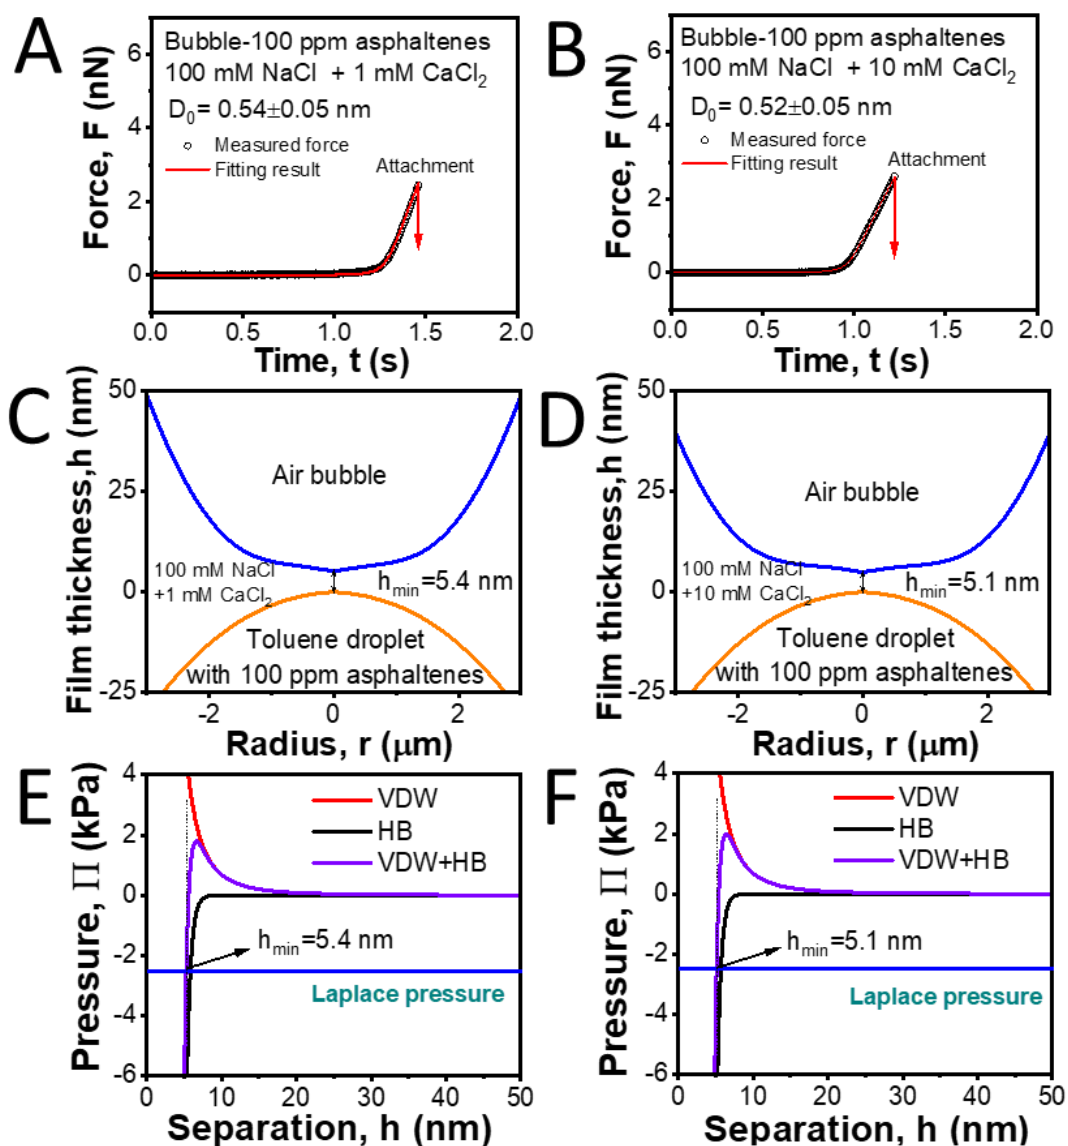 A
Force, F (nN)
6
4
2
0
Bubble-100 ppm asphaltenes
100 mM NaCl + 1 mM CaCl₂
D₀= 0.54±0.05 nm
Measured force
Fitting result
Attachment
0.0 0.5 1.0 1.5 2.0
Time, t (s)
B
Force, F (nN)
6
4
2
0
Bubble-100 ppm asphaltenes
100 mM NaCl + 10 mM CaCl₂
D₀= 0.52±0.05 nm
Measured force
Fitting result
Attachment
0.0 0.5 1.0 1.5 2.0
Time, t (s)
C
Film thickness,h (nm)
50
25
0
-25
Air bubble
100 mM NaCl
+1 mM CaCl₂
hmin=5.4 nm
Toluene droplet
with 100 ppm asphaltenes
-2 0 2
Radius, r (μm)
D
Film thickness,h (nm)
50
25
0
-25
Air bubble
100 mM NaCl
+10 mM CaCl₂
hmin=5.1 nm
Toluene droplet
with 100 ppm asphaltenes
-2 0 2
Radius, r (μm)
E
Pressure, Π (kPa)
4
2
0
-2
-4
-6
VDW
HB
VDW+HB
hmin=5.4 nm
Laplace pressure
0 10 20 30 40 50
Separation, h (nm)
F
Pressure, Π (kPa)
4
2
0
-2
-4
-6
VDW
HB
VDW+HB
hmin=5.1 nm
Laplace pressure
0 10 20 30 40 50
Separation, h (nm)